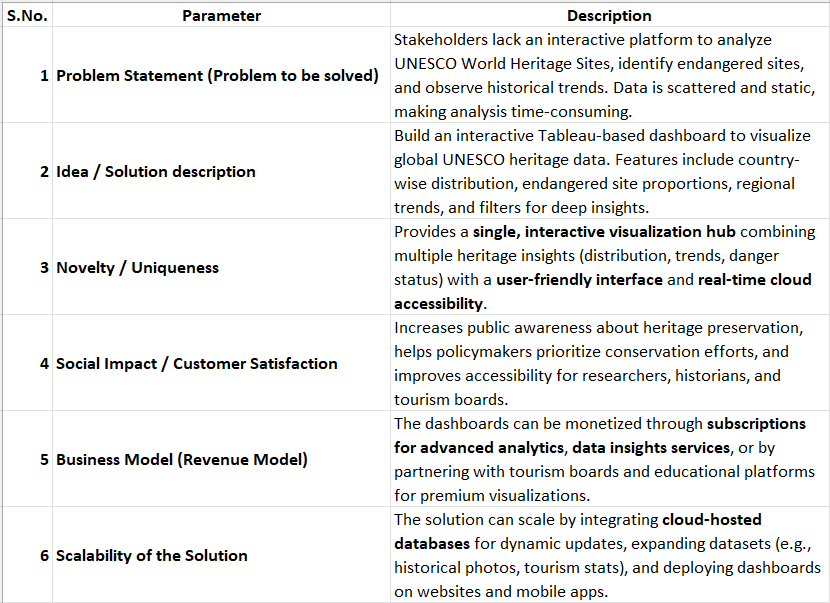 S.No. Parameter Description
Stakeholders lack an interactive platform to analyze
UNESCO World Heritage Sites, identify endangered sites,
1 Problem Statement (Problem to be solved)
and observe historical trends. Data is scattered and static,
making analysis time-consuming.
Build an interactive Tableau-based dashboard to visualize
global UNESCO heritage data. Features include country-
2 Idea / Solution description
wise distribution, endangered site proportions, regional
trends, and filters for deep insights.
Provides a single, interactive visualization hub combining
multiple heritage insights (distribution, trends, danger
3 Novelty / Uniqueness
status) with a user-friendly interface and real-time cloud
accessibility.
Increases public awareness about heritage preservation,
helps policymakers prioritize conservation efforts, and
4 Social Impact / Customer Satisfaction
improves accessibility for researchers, historians, and
tourism boards.
The dashboards can be monetized through subscriptions
for advanced analytics, data insights services, or by
5 Business Model (Revenue Model)
partnering with tourism boards and educational platforms
for premium visualizations.
The solution can scale by integrating cloud-hosted
databases for dynamic updates, expanding datasets (e.g.,
6 Scalability of the Solution
historical photos, tourism stats), and deploying dashboards
on websites and mobile apps.